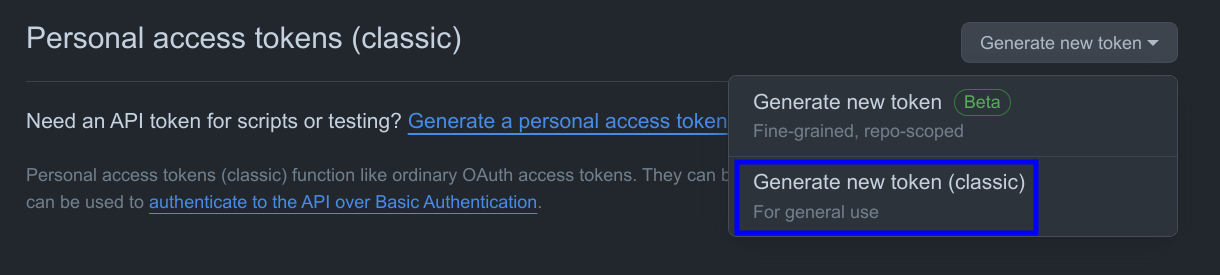 Personal access tokens (classic)
Generate new token
Generate new token Beta
Fine-grained, repo-scoped
Need an API token for scripts or testing? Generate a personal access token
Generate new token (classic)
For general use
Personal access tokens (classic) function like ordinary OAuth access tokens. They can
can be used to authenticate to the API over Basic Authentication.